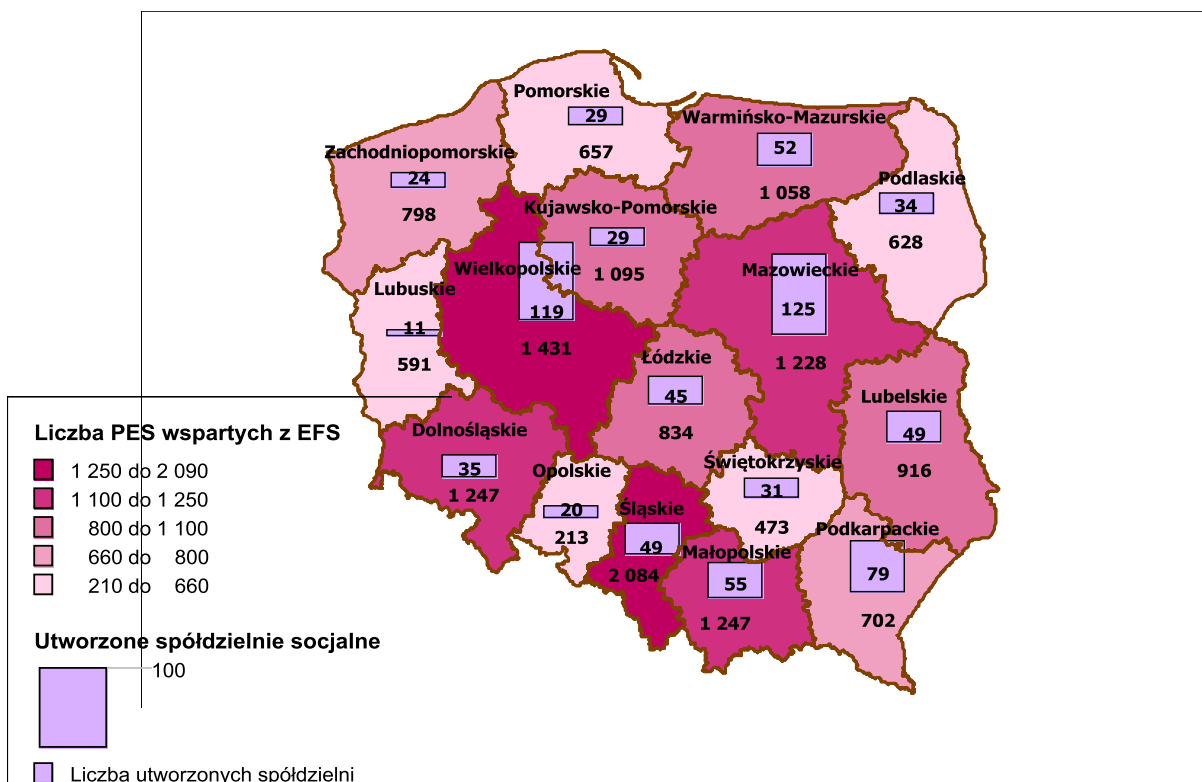 Pomorskie
29
657
Warmińsko-Mazurskie
52
1 058
Zachodniopomorskie
24
798
Podlaskie
34
628
Kujawsko-Pomorskie
29
1 095
Wielkopolskie
119
1 431
Mazowieckie
125
1 228
Lubuskie
11
591
Łódzkie
45
834
Lubelskie
49
916
Dolnośląskie
35
1 247
Opolskie
20
213
Śląskie
49
2 084
Świętokrzyskie
31
473
Małopolskie
55
1 247
Podkarpackie
79
702
Liczba PES wspartych z EFS
1 250 do 2 090
1 100 do 1 250
800 do 1 100
660 do 800
210 do 660
Utworzone spółdzielnie socjalne
100
Liczba utworzonych spółdzielni